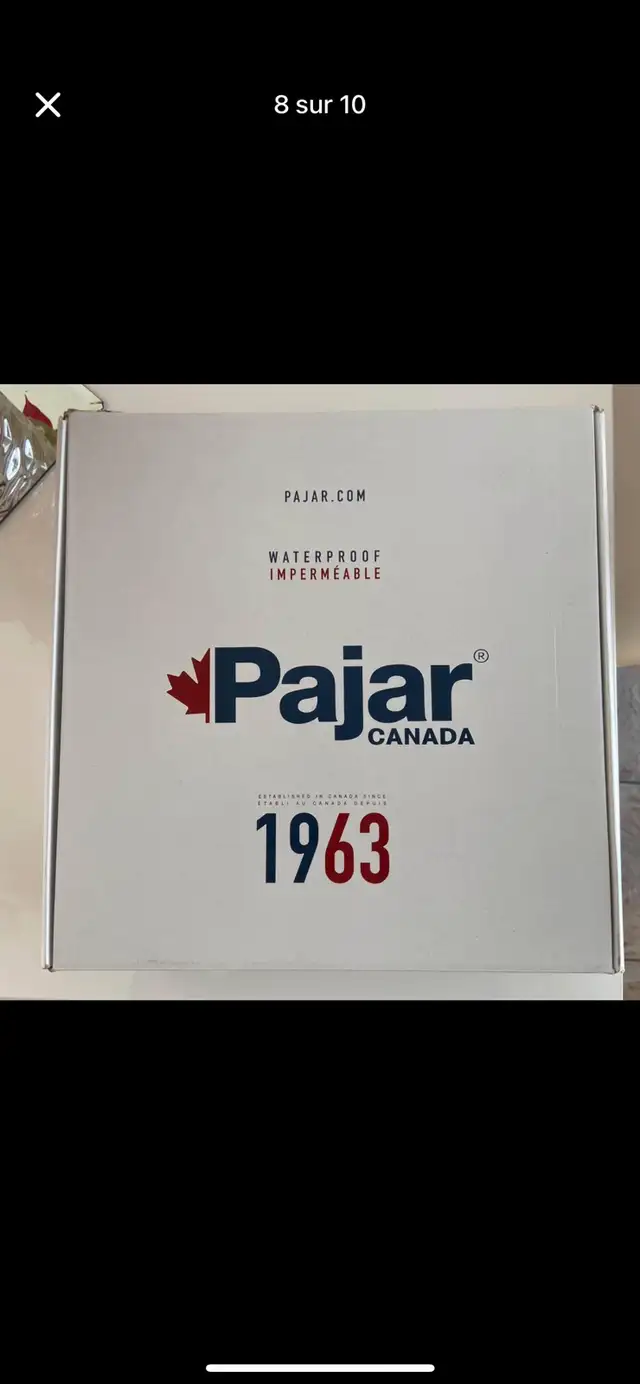 8 sur 10
PAJAR.COM
WATERPROOF
IMPERMÉABLE
Pajar®
CANADA
ESTABLISHED IN CANADA SINCE
ÉTABLI AU CANADA DEPUIS
1963